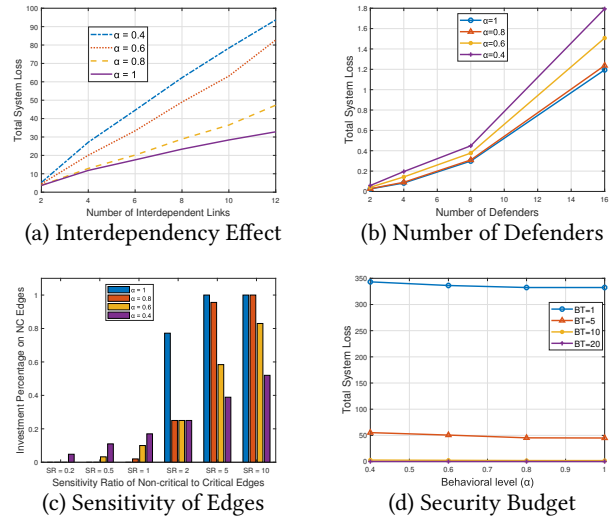 100
90
80
70
60
50
40
30
20
10
0
2 4 6 8 10 12
Total System Loss
Number of Interdependent Links
α = 0.4
α = 0.6
α = 0.8
α = 1
(a) Interdependency Effect
1.8
1.6
1.4
1.2
1
0.8
0.6
0.4
0.2
0
2 4 6 8 10 12 14 16
Total System Loss
Number of Defenders
α=1
α=0.8
α=0.6
α=0.4
(b) Number of Defenders
1
0.8
0.6
0.4
0.2
0
SR = 0.2 SR = 0.5 SR = 1 SR = 2 SR = 5 SR = 10
Investment Percentage on NC Edges
Sensitivity Ratio of Non-critical to Critical Edges
α = 1
α = 0.8
α = 0.6
α = 0.4
(c) Sensitivity of Edges
350
300
250
200
150
100
50
0
0.4 0.5 0.6 0.7 0.8 0.9 1
Total System Loss
Behavioral level (α)
BT=1
BT=5
BT=10
BT=20
(d) Security Budget